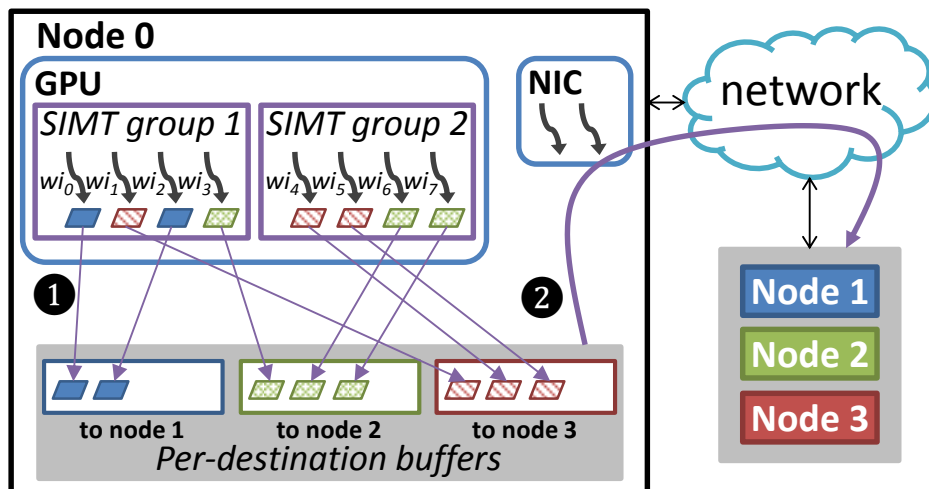 Node 0
GPU
NIC
network
SIMT group 1
SIMT group 2
wi0 wi1 wi2 wi3
wi4 wi5 wi6 wi7
1
2
Node 1
Node 2
Node 3
to node 1
to node 2
to node 3
Per-destination buffers